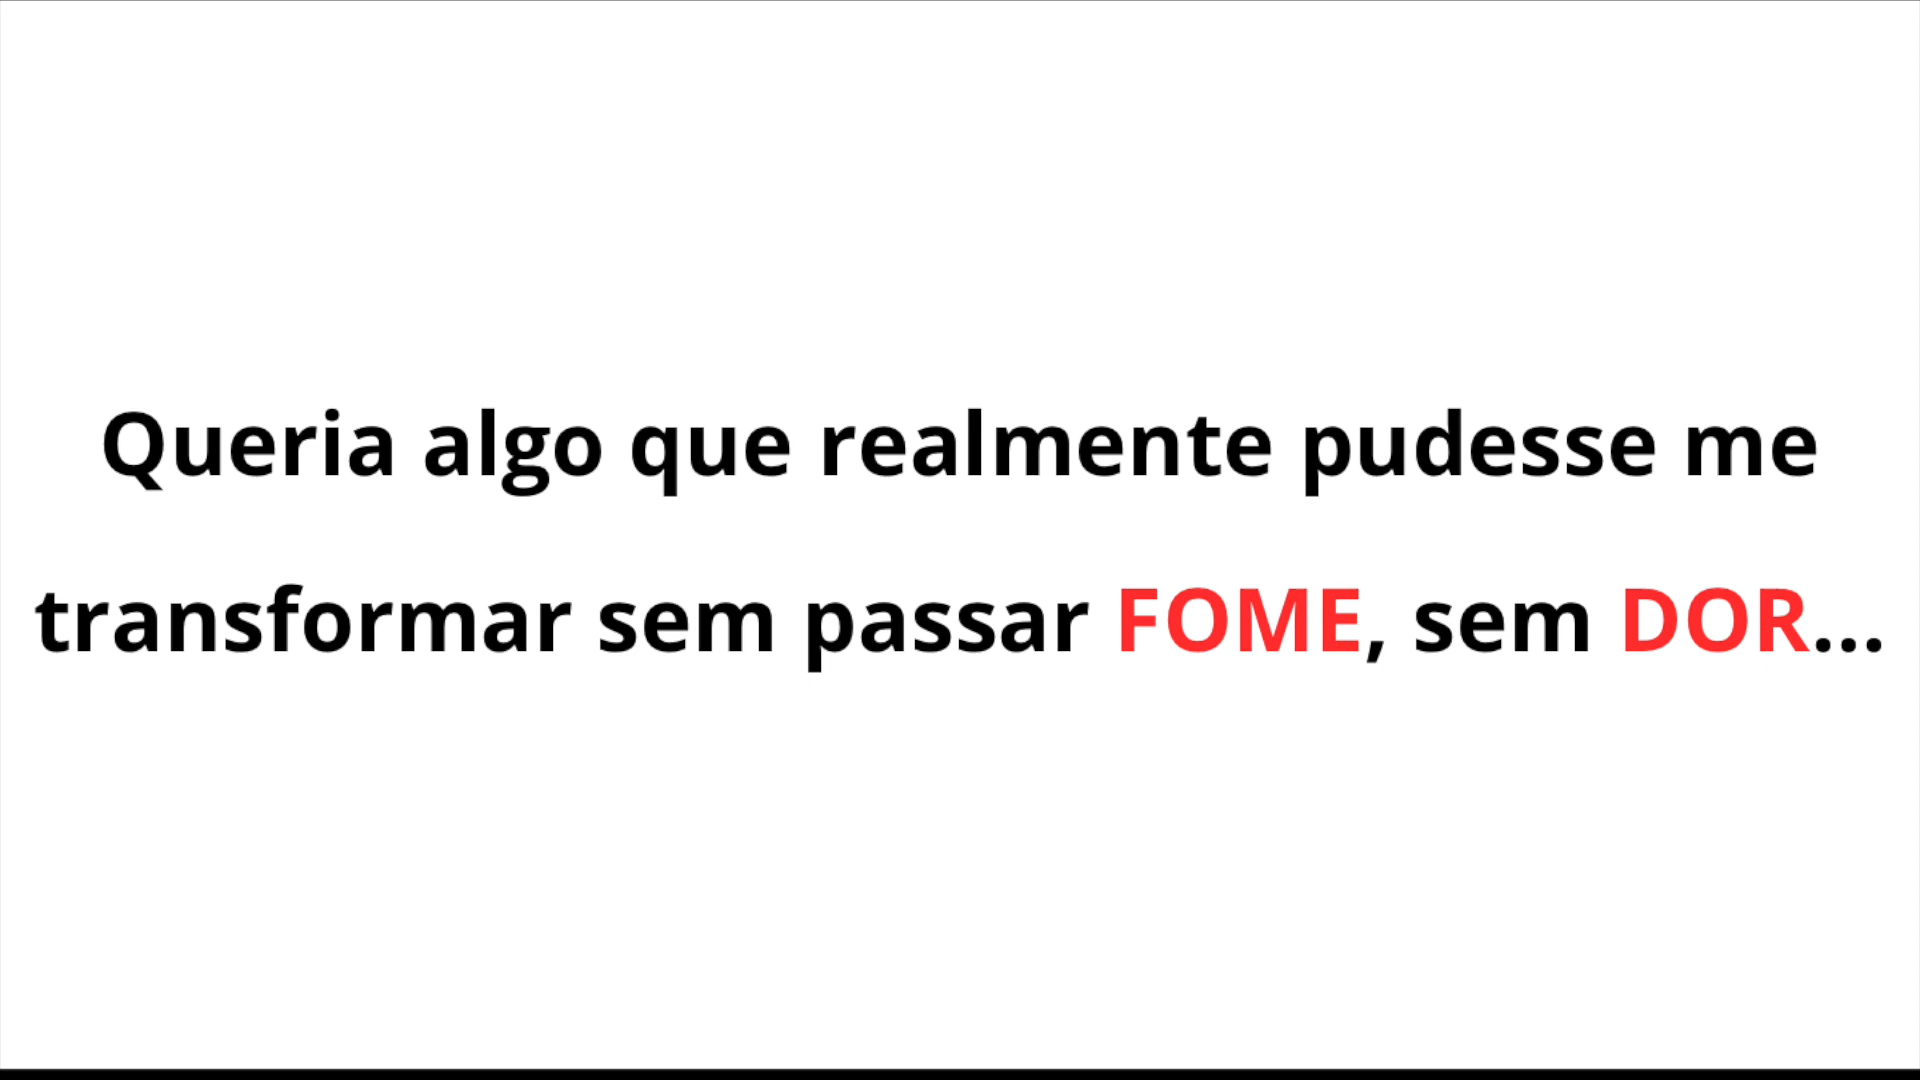 Queria algo que realmente pudesse me
transformar sem passar FOME, sem DOR...